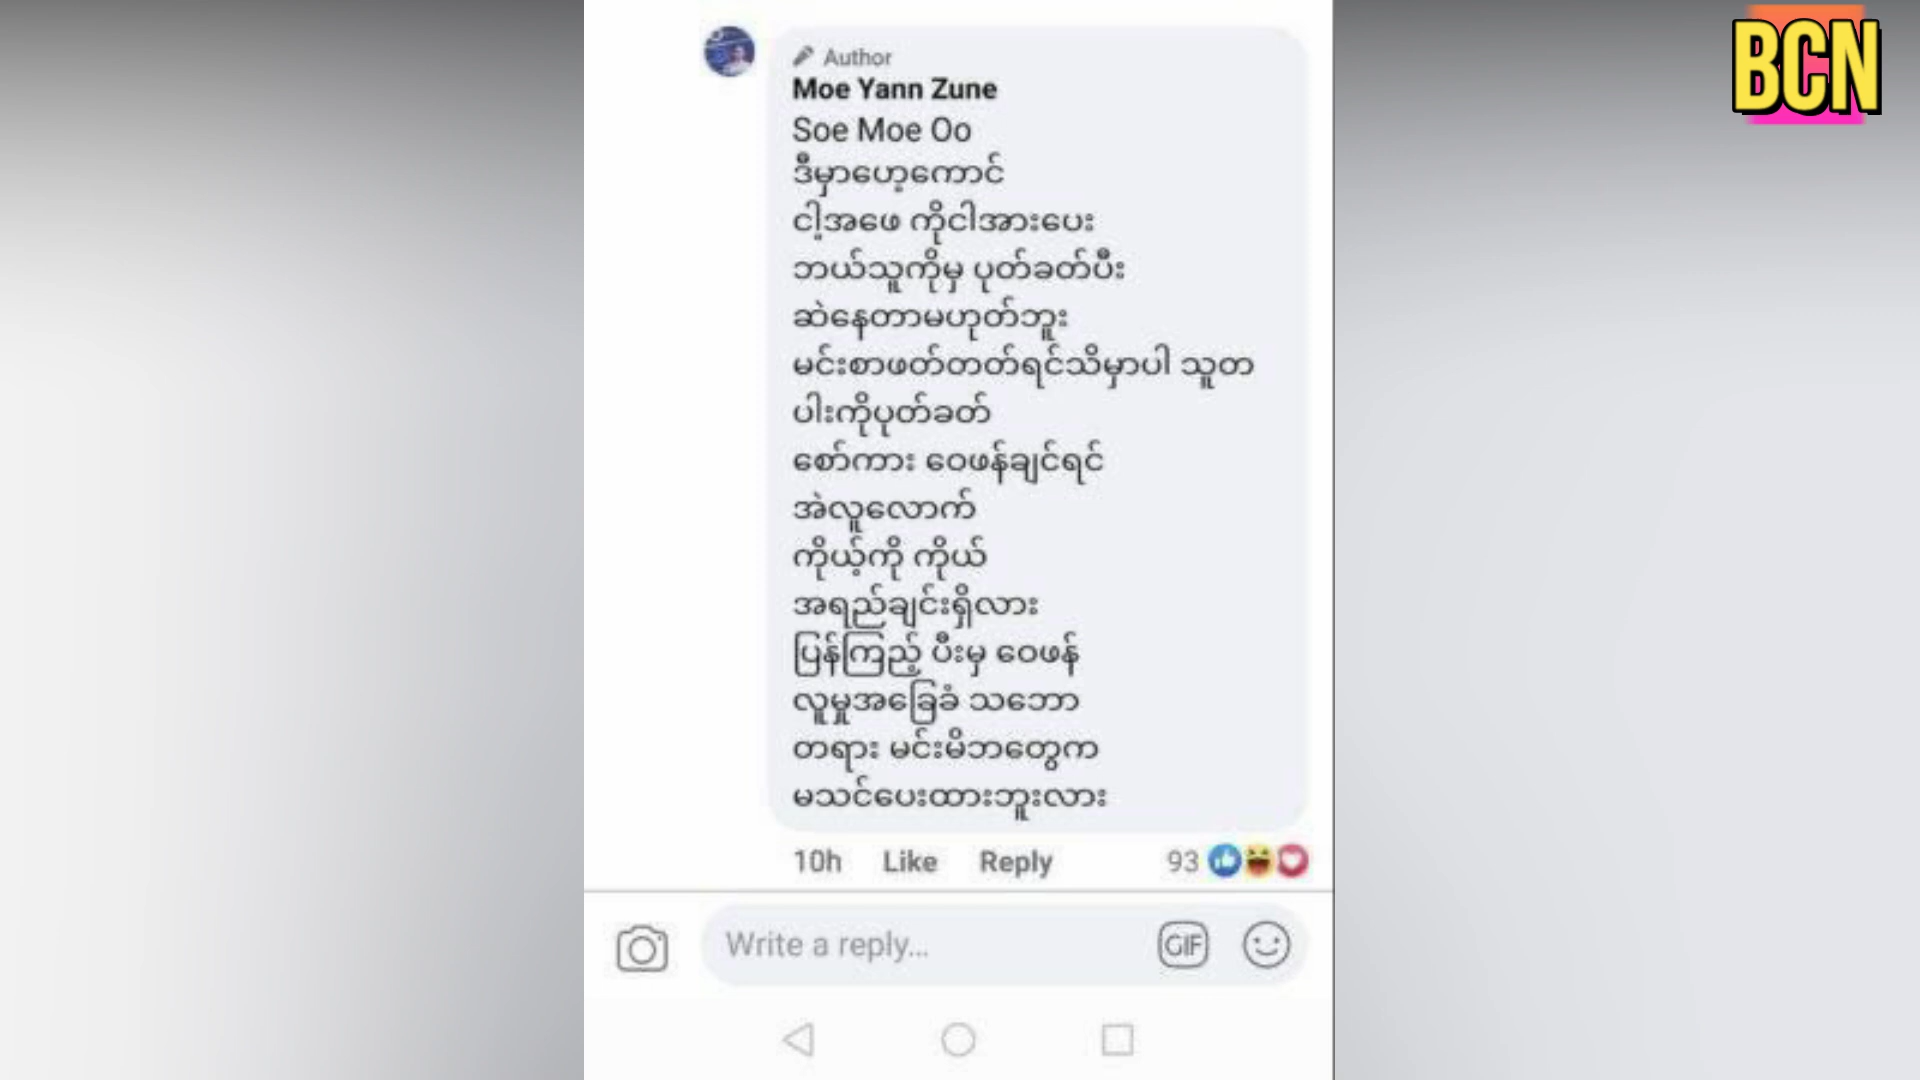 BCN
Author
Moe Yann Zune
Soe Moe Oo
ဒီမှာဟေ့ကောင်
ငါ့အဖေ ကိုငါအားပေး
ဘယ်သူကိုမှ ပုတ်ခတ်ပီး
ဆဲနေတာမဟုတ်ဘူး
မင်းစာဖတ်တတ်ရင်သိမှာပါ သူတ
ပါးကိုပုတ်ခတ်
စော်ကား ဝေဖန်ချင်ရင်
အဲလူလောက်
ကိုယ့်ကို ကိုယ်
အရည်ချင်းရှိလား
ပြန်ကြည့် ပီးမှ ဝေဖန်
လူမှုအခြေခံ သဘော
တရား မင်းမိဘတွေက
မသင်ပေးထားဘူးလား
10h Like Reply 93
Write a reply...
GIF